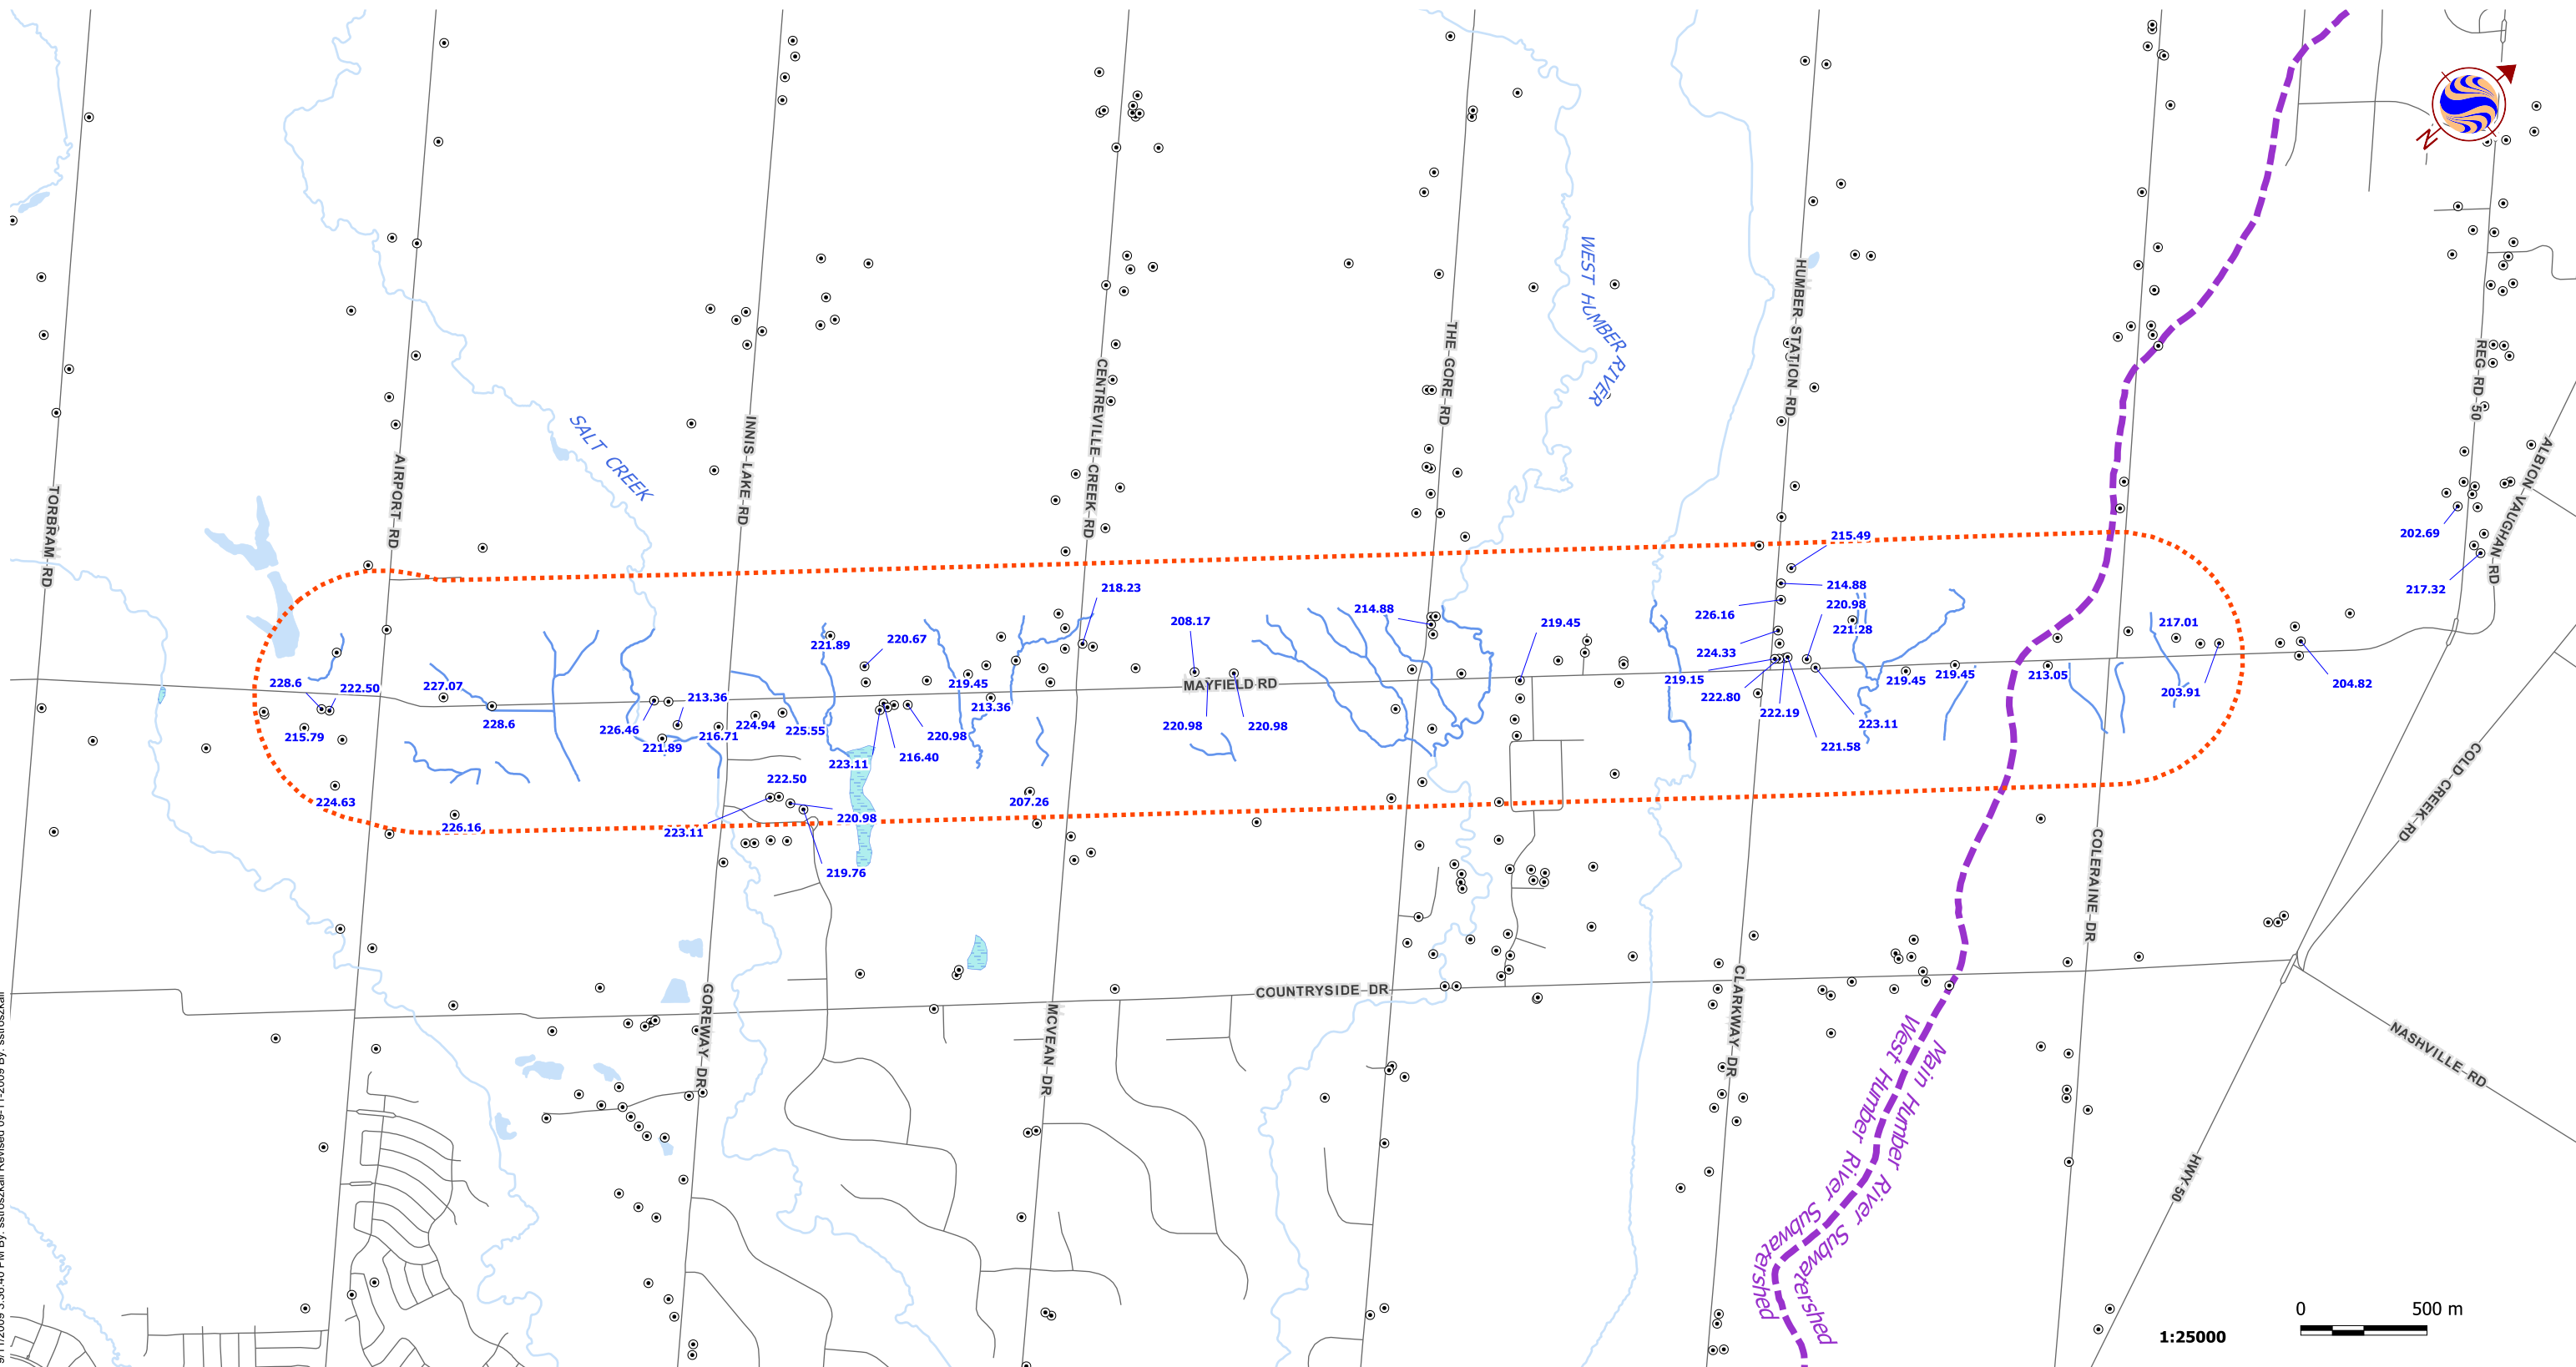 N
SALT CREEK
WEST HUMBER RIVER
TORBRAM RD
AIRPORT RD
INNIS LAKE RD
CENTREVILLE CREEK RD
THE GORE RD
HUMBER STATION RD
REG RD 50
ALBION VAUGHAN RD
202.69
217.32
215.49
214.88
226.16
220.98
221.28
224.33
218.23
214.88
208.17
219.45
217.01
221.89
220.67
219.45
MAYFIELD RD
219.15
219.45
219.45
213.05
203.91
204.82
228.6
222.50
227.07
213.36
213.36
222.80
222.19
223.11
221.58
215.79
228.6
226.46
221.89
216.71
224.94
225.55
220.98
220.98
220.98
223.11
216.40
222.50
224.63
226.16
223.11
220.98
207.26
219.76
COLD CREEK RD
COLERAINE DR
COUNTRYSIDE DR
GOREWAY DR
MCVEAN DR
CLARKWAY DR
NASHVILLE RD
HWY 50
West Humber River Subwatershed
Main Humber River Subwatershed
0 500 m
1:25000